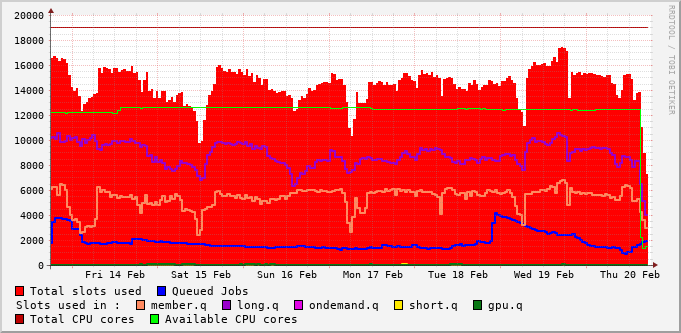 20000
18000
16000
14000
12000
10000
8000
6000
4000
2000
0
Fri 14 Feb Sat 15 Feb Sun 16 Feb Mon 17 Feb Tue 18 Feb Wed 19 Feb Thu 20 Feb
Total slots used Queued Jobs
Slots used in : member.q long.q ondemand.q short.q gpu.q
Total CPU cores Available CPU cores
RRDTOOL / TOBI OETIKER